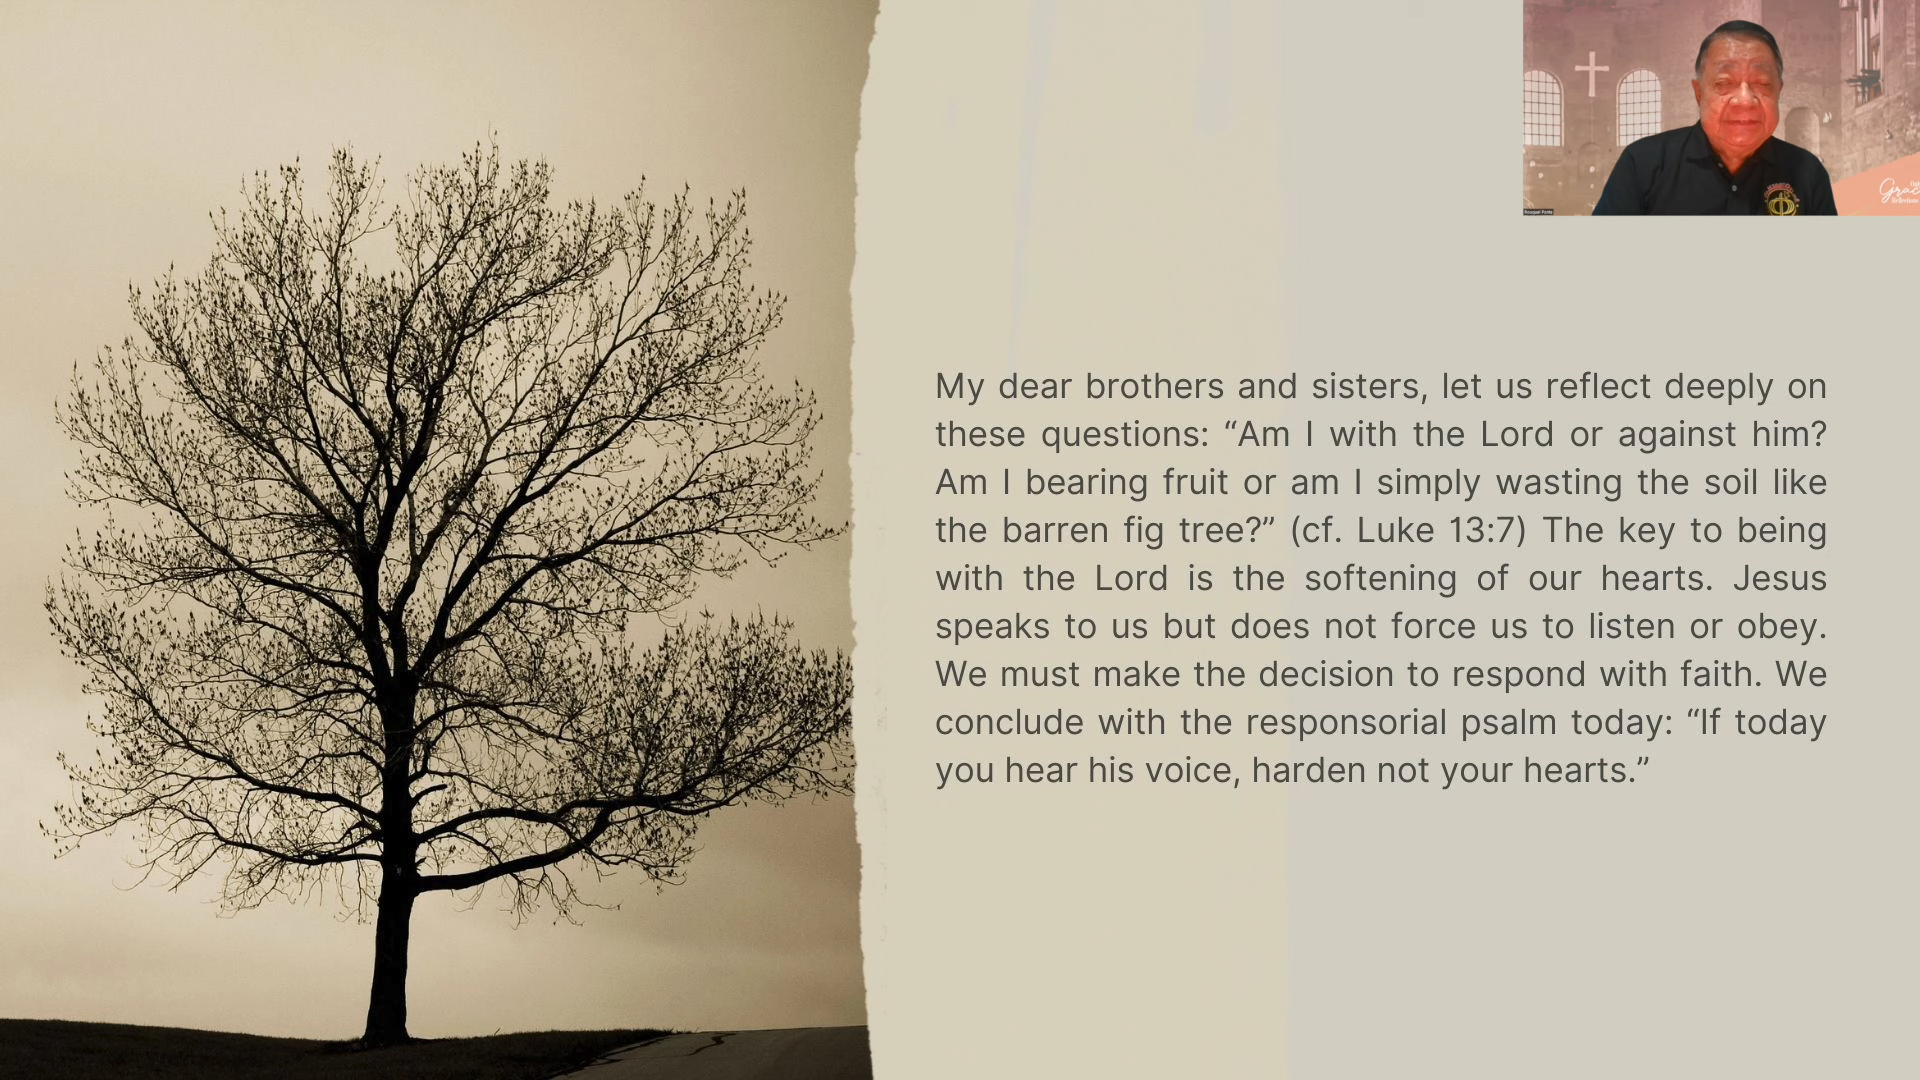 My dear brothers and sisters, let us reflect deeply on
these questions: “Am I with the Lord or against him?
Am I bearing fruit or am I simply wasting the soil like
the barren fig tree?” (cf. Luke 13:7) The key to being
with the Lord is the softening of our hearts. Jesus
speaks to us but does not force us to listen or obey.
We must make the decision to respond with faith. We
conclude with the responsorial psalm today: “If today
you hear his voice, harden not your hearts.”
Reflections